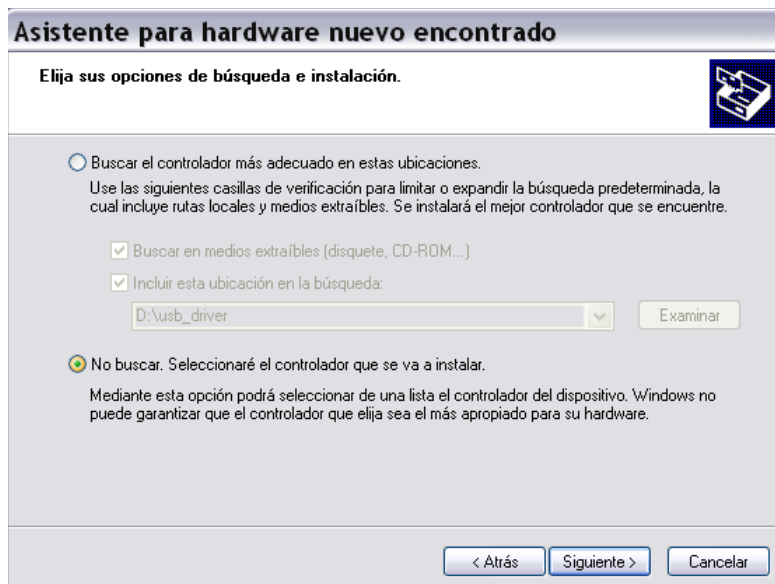 Asistente para hardware nuevo encontrado
Elija sus opciones de búsqueda e instalación.
Buscar el controlador más adecuado en estas ubicaciones.
Use las siguientes casillas de verificación para limitar o expandir la búsqueda predeterminada, la
cual incluye rutas locales y medios extraíbles. Se instalará el mejor controlador que se encuentre.
Buscar en medios extraíbles (disquete, CD-ROM...)
Incluir esta ubicación en la búsqueda:
D:\usb_driver
Examinar
No buscar. Seleccionaré el controlador que se va a instalar.
Mediante esta opción podrá seleccionar de una lista el controlador del dispositivo. Windows no
puede garantizar que el controlador que elija sea el más apropiado para su hardware.
< Atrás
Siguiente >
Cancelar